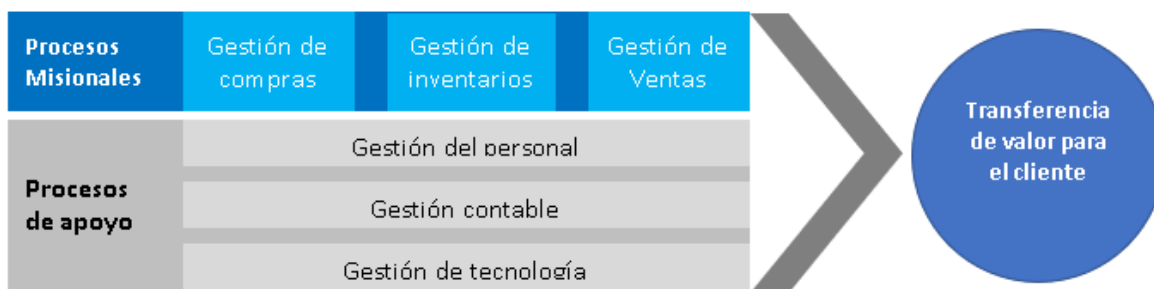 Procesos
Misionales
Gestión de
compras
Gestión de
inventarios
Gestión de
Ventas
Procesos
de apoyo
Gestión del personal
Gestión contable
Gestión de tecnología
Transferencia
de valor para
el cliente